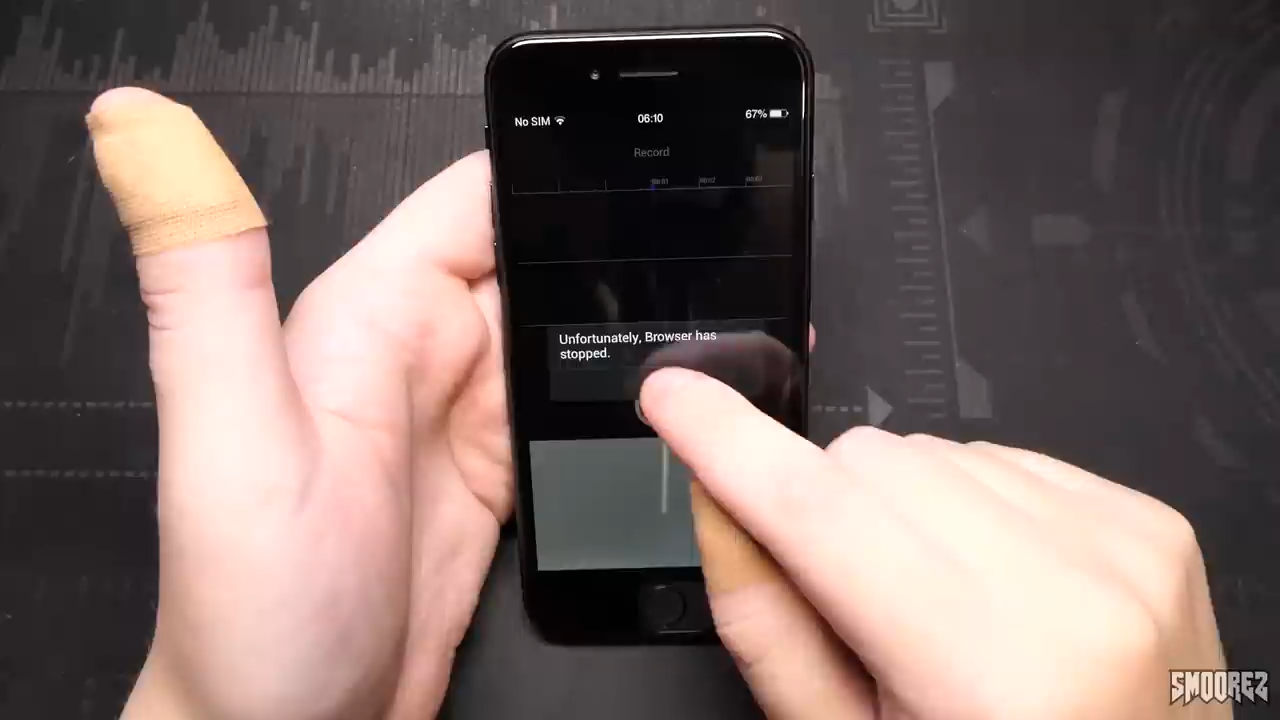 No SIM
06:10
67%
Record
Unfortunately, Browser has
stopped.
SMOOREZ